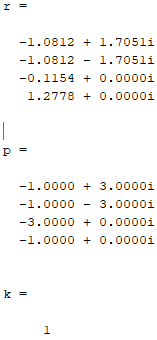 r =
-1.0812 + 1.7051i
-1.0812 - 1.7051i
-0.1154 + 0.0000i
1.2778 + 0.0000i
p =
-1.0000 + 3.0000i
-1.0000 - 3.0000i
-3.0000 + 0.0000i
-1.0000 + 0.0000i
k =
1